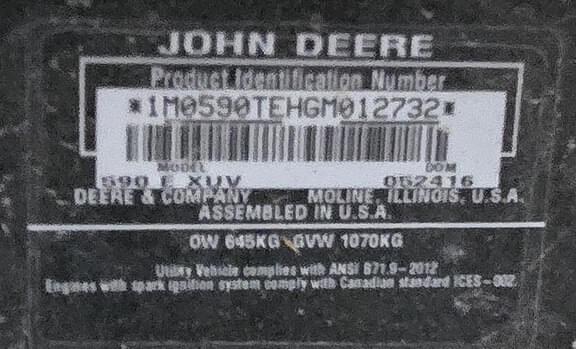 JOHN DEERE
Product Identification Number
*1M0590TEHGM012732*
MODEL DOM
590 E XUV 052416
DEERE & COMPANY MOLINE, ILLINOIS, U.S.A.
ASSEMBLED IN U.S.A.
OW 645KG GVW 1070KG
Utility Vehicle complies with ANSI B71.9-2012
Engines with spark ignition system comply with Canadian standard ICES-002.